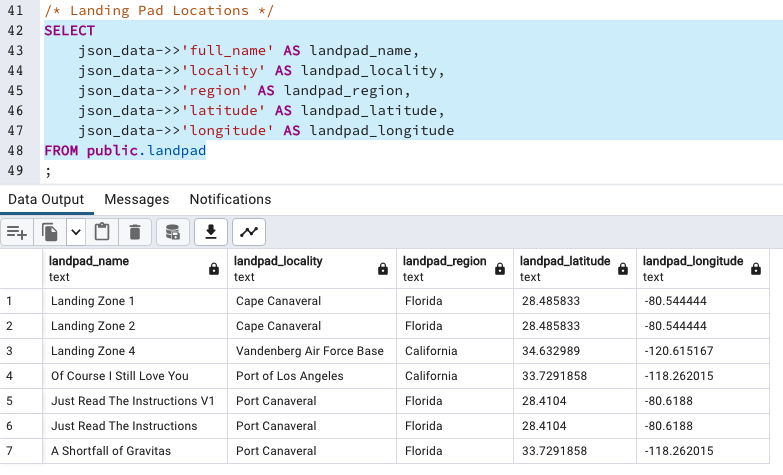 41 /* Landing Pad Locations */
42 SELECT
43 json_data->>'full_name' AS landpad_name,
44 json_data->>'locality' AS landpad_locality,
45 json_data->>'region' AS landpad_region,
46 json_data->>'latitude' AS landpad_latitude,
47 json_data->>'longitude' AS landpad_longitude
48 FROM public.landpad
49 ;
Data Output Messages Notifications
landpad_name landpad_locality landpad_region landpad_latitude landpad_longitude
text text text text text
1 Landing Zone 1 Cape Canaveral Florida 28.485833 -80.544444
2 Landing Zone 2 Cape Canaveral Florida 28.485833 -80.544444
3 Landing Zone 4 Vandenberg Air Force Base California 34.632989 -120.615167
4 Of Course I Still Love You Port of Los Angeles California 33.7291858 -118.262015
5 Just Read The Instructions V1 Port Canaveral Florida 28.4104 -80.6188
6 Just Read The Instructions Port Canaveral Florida 28.4104 -80.6188
7 A Shortfall of Gravitas Port Canaveral Florida 33.7291858 -118.262015